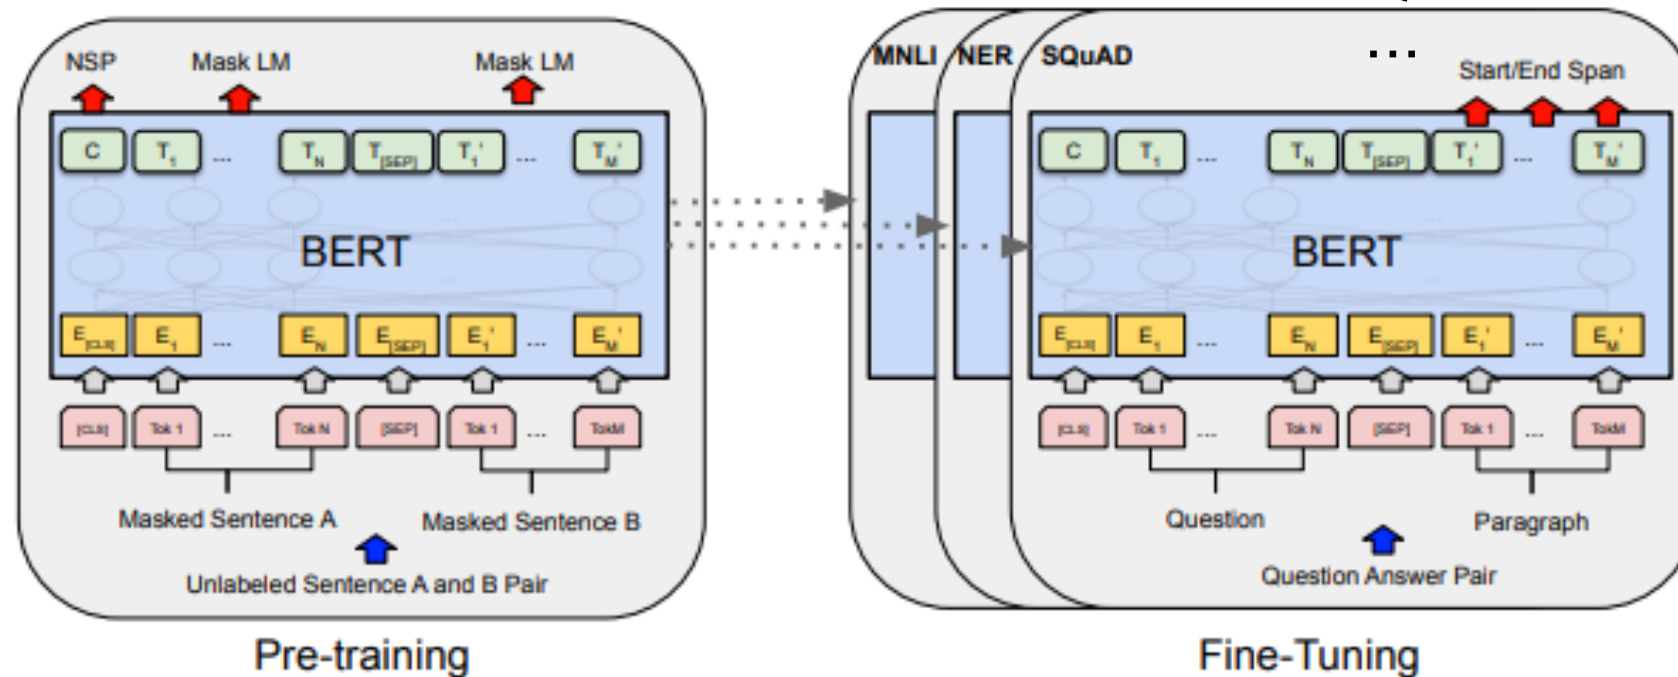 NSP Mask LM Mask LM
C T1 ... TN T[SEP] T1' ... TM'
...
BERT
...
E[CLS] E1 ... EN E[SEP] E1' ... EM'
[CLS] Tok 1 ... Tok N [SEP] Tok 1 ... TokM
Masked Sentence A Masked Sentence B
Unlabeled Sentence A and B Pair
Pre-training
MNLI NER SQuAD ...
Start/End Span
C T1 ... TN T[SEP] T1' ... TM'
...
BERT
...
E[CLS] E1 ... EN E[SEP] E1' ... EM'
[CLS] Tok 1 ... Tok N [SEP] Tok 1 ... TokM
Question Paragraph
Question Answer Pair
Fine-Tuning